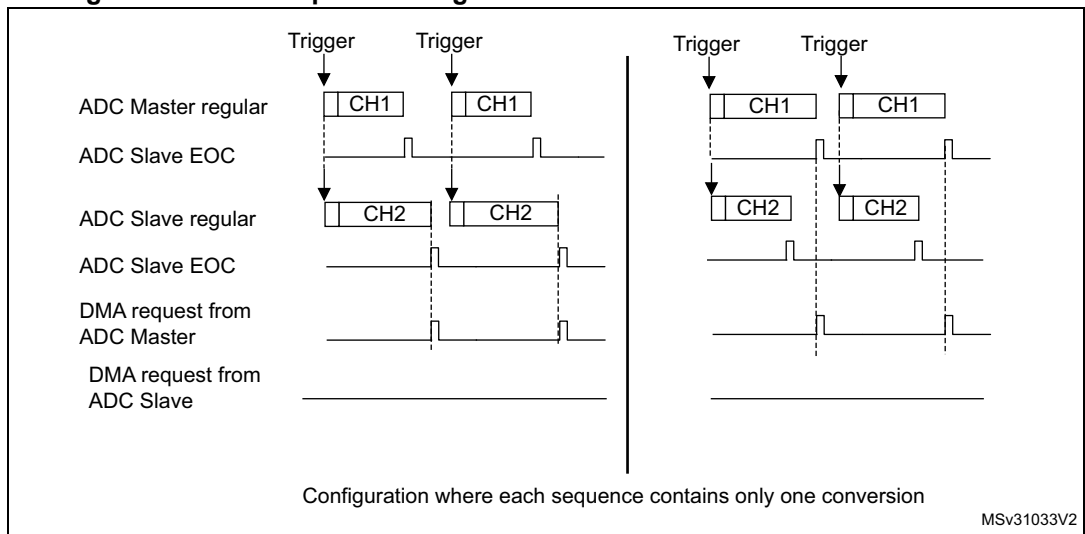 Trigger Trigger Trigger Trigger
ADC Master regular CH1 CH1 CH1 CH1
ADC Slave EOC
ADC Slave regular CH2 CH2 CH2 CH2
ADC Slave EOC
DMA request from
ADC Master
DMA request from
ADC Slave
Configuration where each sequence contains only one conversion
MSv31033V2